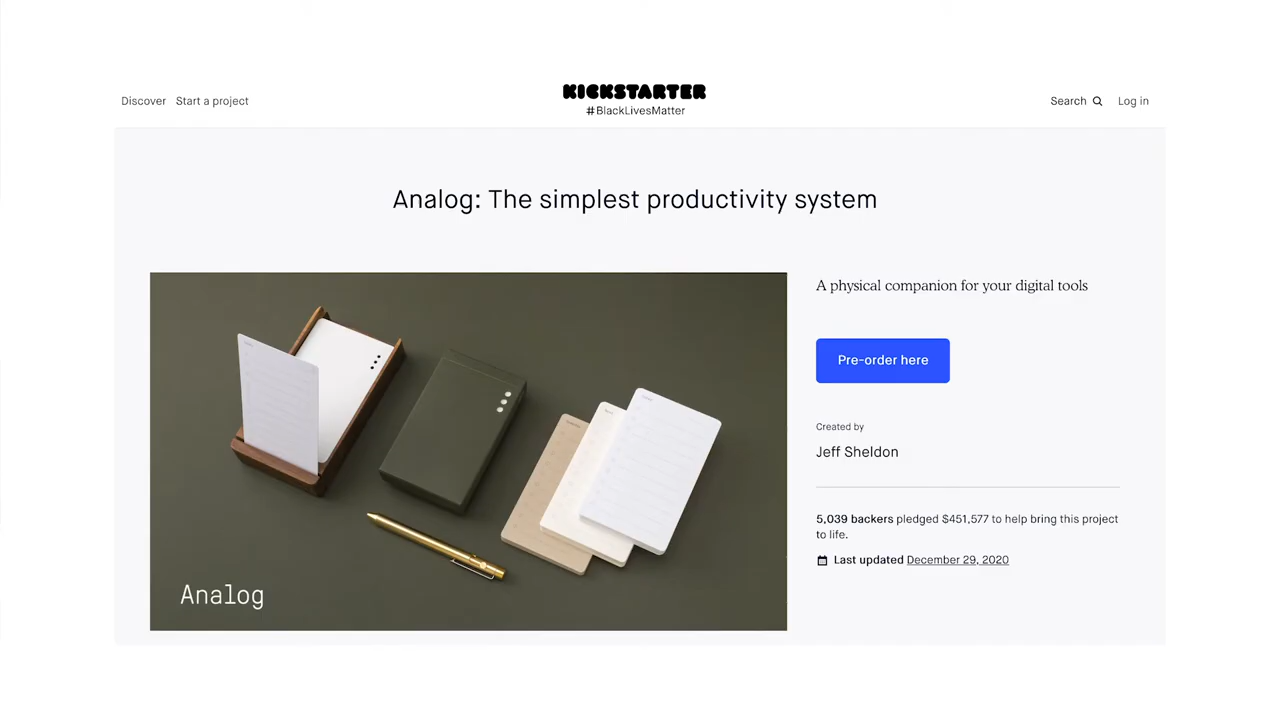 Discover Start a project
KICKSTARTER
#BlackLivesMatter
Search Log in
Analog: The simplest productivity system
A physical companion for your digital tools
Pre-order here
Created by
Jeff Sheldon
5,039 backers pledged $451,577 to help bring this project
to life.
Last updated December 29, 2020
Analog